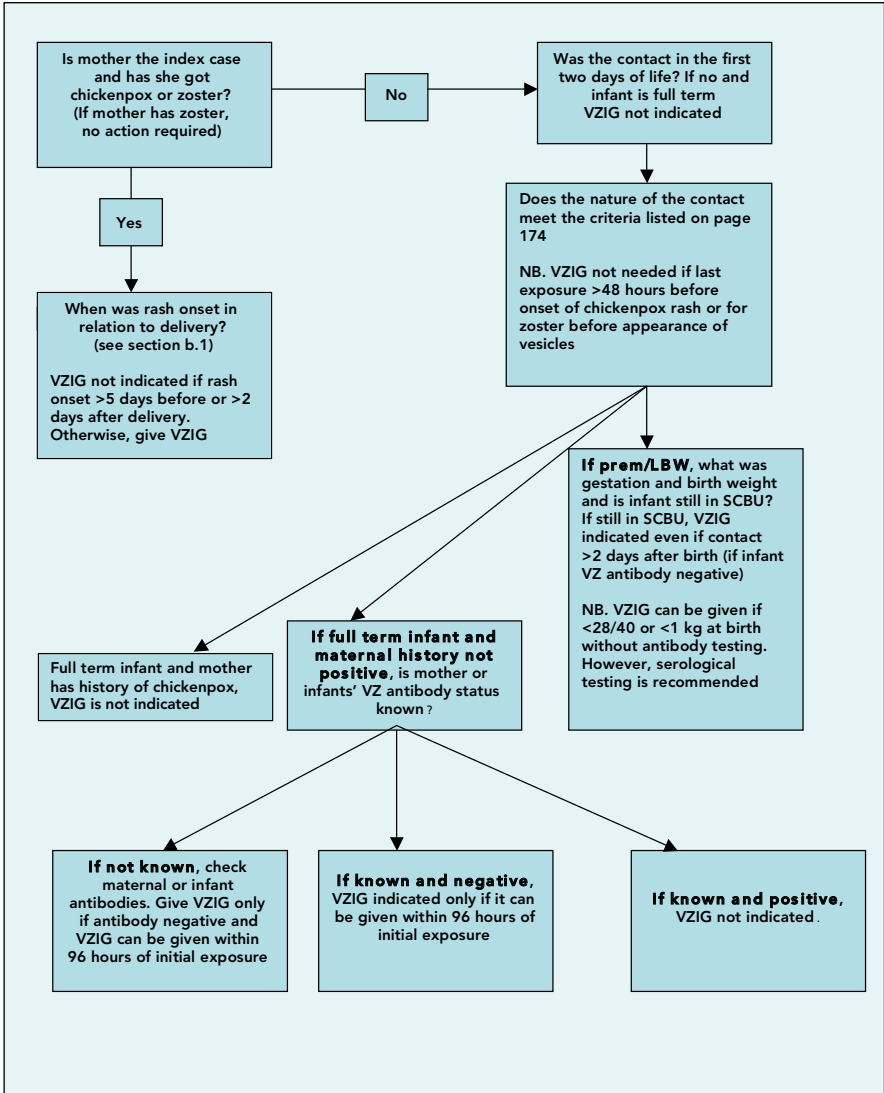 Is mother the index case
and has she got
chickenpox or zoster?
(If mother has zoster,
no action required)
No
Was the contact in the first
two days of life? If no and
infant is full term
VZIG not indicated
Yes
Does the nature of the contact
meet the criteria listed on page
174
NB. VZIG not needed if last
exposure >48 hours before
onset of chickenpox rash or for
zoster before appearance of
vesicles
When was rash onset in
relation to delivery?
(see section b.1)
VZIG not indicated if rash
onset >5 days before or >2
days after delivery.
Otherwise, give VZIG
If prem/LBW, what was
gestation and birth weight
and is infant still in SCBU?
If still in SCBU, VZIG
indicated even if contact
>2 days after birth (if infant
VZ antibody negative)
NB. VZIG can be given if
<28/40 or <1 kg at birth
without antibody testing.
However, serological
testing is recommended
Full term infant and mother
has history of chickenpox,
VZIG is not indicated
If full term infant and
maternal history not
positive, is mother or
infants' VZ antibody status
known?
If not known, check
maternal or infant
antibodies. Give VZIG only
if antibody negative and
VZIG can be given within
96 hours of initial exposure
If known and negative,
VZIG indicated only if it can
be given within 96 hours of
initial exposure
If known and positive,
VZIG not indicated.